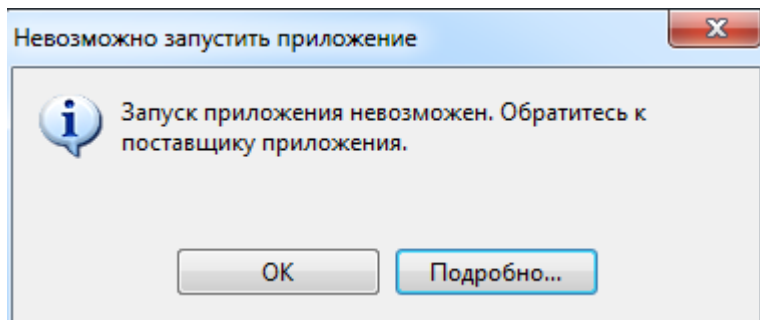 Невозможно запустить приложение
Запуск приложения невозможен. Обратитесь к
поставщику приложения.
ОК
Подробно...